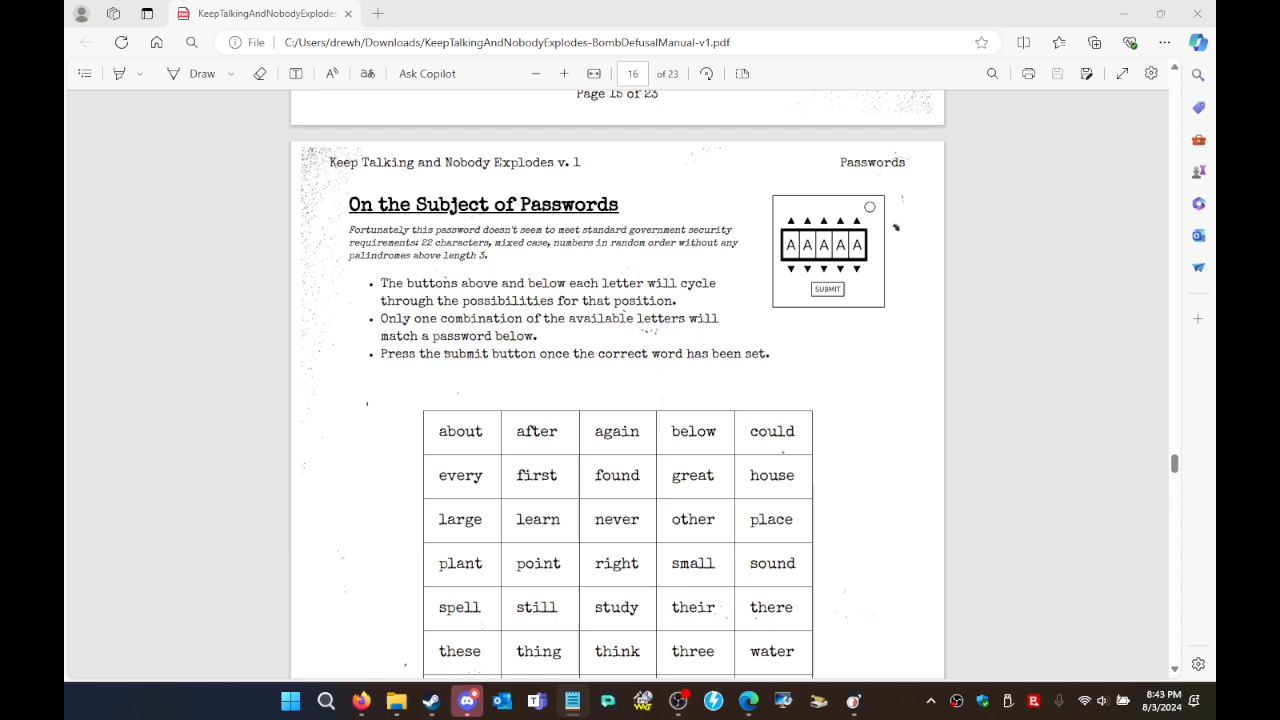 KeepTalkingAndNobodyExplodes
File C:/Users/drewh/Downloads/KeepTalkingAndNobodyExplodes-BombDefusalManual-v1.pdf
Draw Ask Copilot 16 of 23
Page 15 of 23
Keep Talking and Nobody Explodes v. 1 Passwords
On the Subject of Passwords
Fortunately this password doesn't seem to meet standard government security
requirements: 22 characters, mixed case, numbers in random order without any
palindromes above length 3.
A A A A A
SUBMIT
• The buttons above and below each letter will cycle
through the possibilities for that position.
• Only one combination of the available letters will
match a password below.
• Press the submit button once the correct word has been set.
about after again below could
every first found great house
large learn never other place
plant point right small sound
spell still study their there
these thing think three water
8:43 PM
8/3/2024